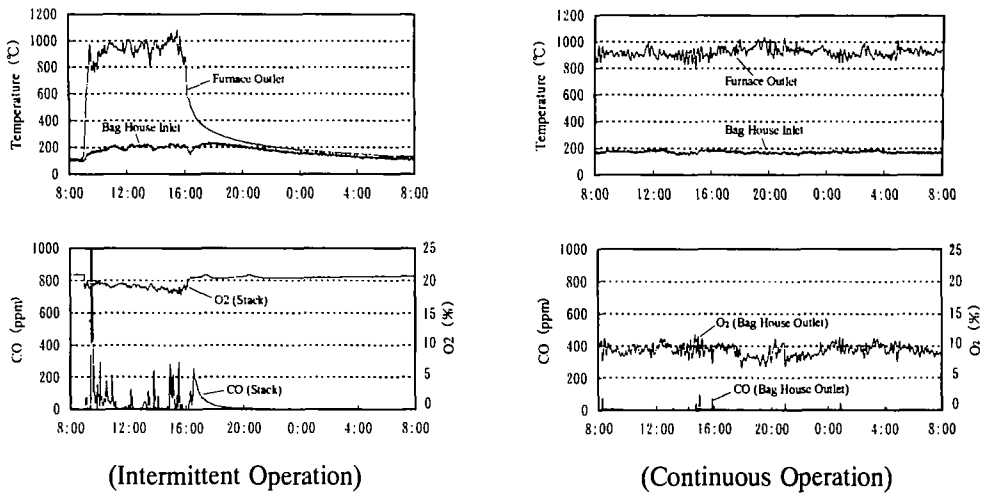 1200
1000
800
600
400
200
0
Temperature (℃)
Furnace Outlet
Bag House Inlet
8:00 12:00 16:00 20:00 0:00 4:00 8:00
1200
1000
800
600
400
200
0
Temperature (℃)
Furnace Outlet
Bag House Inlet
8:00 12:00 16:00 20:00 0:00 4:00 8:00
1000
800
600
400
200
0
CO (ppm)
25
20
15
10
5
0
O2 (%)
O2 (Stack)
CO (Stack)
8:00 12:00 16:00 20:00 0:00 4:00 8:00
(Intermittent Operation)
1000
800
600
400
200
0
CO (ppm)
25
20
15
10
5
0
O₂ (%)
O₂ (Bag House Outlet)
CO (Bag House Outlet)
8:00 12:00 16:00 20:00 0:00 4:00 8:00
(Continuous Operation)